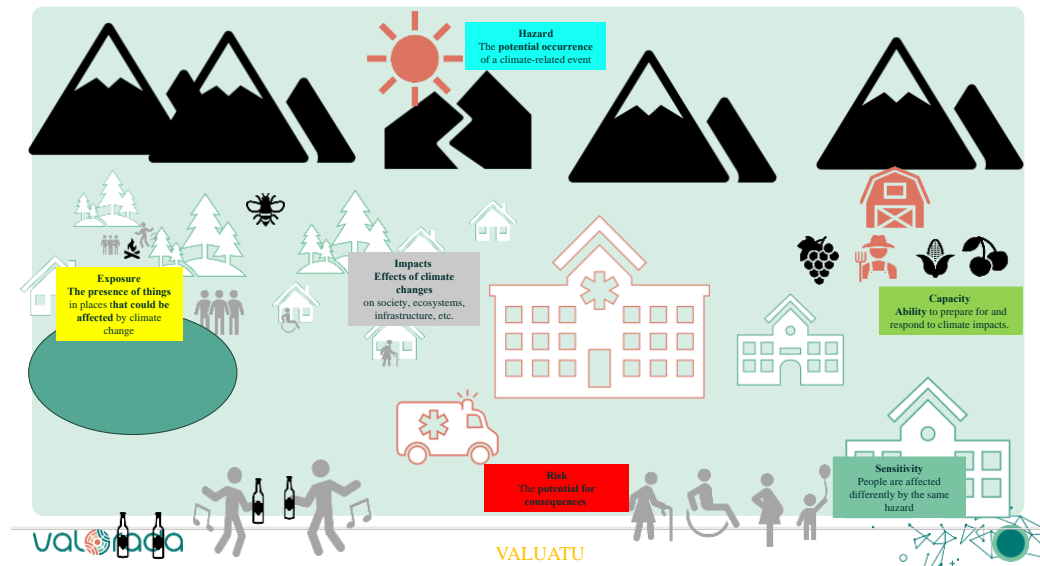 Hazard
The potential occurrence
of a climate-related event
Exposure
The presence of things
in places that could be
affected by climate
change
Impacts
Effects of climate
changes
on society, ecosystems,
infrastructure, etc.
Capacity
Ability to prepare for and
respond to climate impacts.
Risk
The potential for
consequences
Sensitivity
People are affected
differently by the same
hazard
valorada
VALUATU